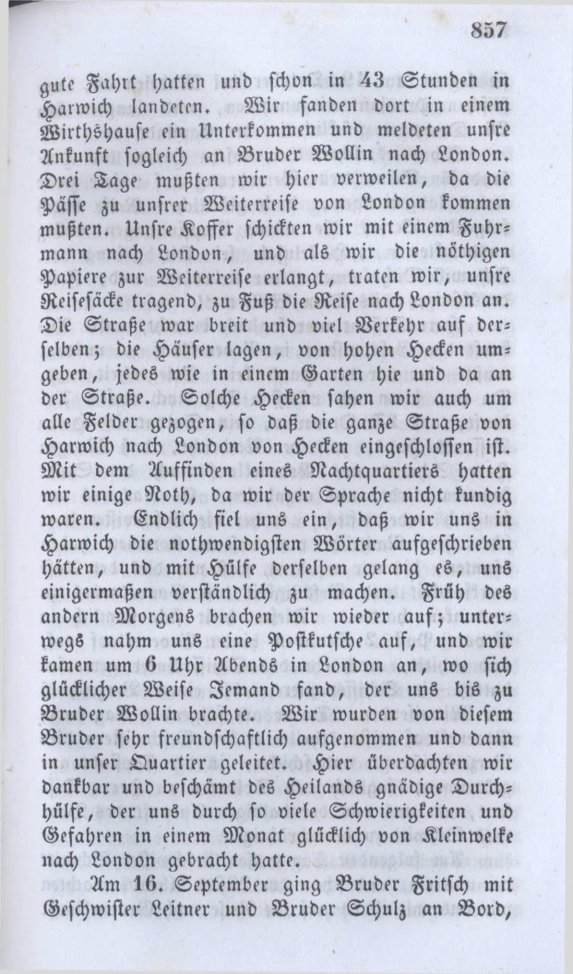 857
gute Fahrt hatten und schon in 43 Stunden in
Harwich landeten. Wir fanden dort in einem
Wirthshause ein Unterkommen und meldeten unsre
Ankunft sogleich an Bruder Wollin nach London.
Drei Tage mußten wir hier verweilen, da die
Pässe zu unsrer Weiterreise von London kommen
mußten. Unsre Koffer schickten wir mit einem Fuhr-
mann nach London, und als wir die nöthigen
Papiere zur Weiterreise erlangt, traten wir, unsre
Reisesäcke tragend, zu Fuß die Reise nach London an.
Die Straße war breit und viel Verkehr auf der-
selben; die Häuser lagen, von hohen Hecken um-
geben, jedes wie in einem Garten hie und da an
der Straße. Solche Hecken sahen wir auch um
alle Felder gezogen, so daß die ganze Straße von
Harwich nach London von Hecken eingeschlossen ist.
Mit dem Auffinden eines Nachtquartiers hatten
wir einige Noth, da wir der Sprache nicht kundig
waren. Endlich fiel uns ein, daß wir uns in
Harwich die nothwendigsten Wörter aufgeschrieben
hätten, und mit Hülfe derselben gelang es, uns
einigermaßen verständlich zu machen. Früh des
andern Morgens brachen wir wieder auf; unter-
wegs nahm uns eine Postkutsche auf, und wir
kamen um 6 Uhr Abends in London an, wo sich
glücklicher Weise Jemand fand, der uns bis zu
Bruder Wollin brachte. Wir wurden von diesem
Bruder sehr freundschaftlich aufgenommen und dann
in unser Quartier geleitet. Hier überdachten wir
dankbar und beschämt des Heilands gnädige Durch-
hülfe, der uns durch so viele Schwierigkeiten und
Gefahren in einem Monat glücklich von Kleinwelke
nach London gebracht hatte.
Am 16. September ging Bruder Fritsch mit
Geschwister Leitner und Bruder Schulz an Bord,